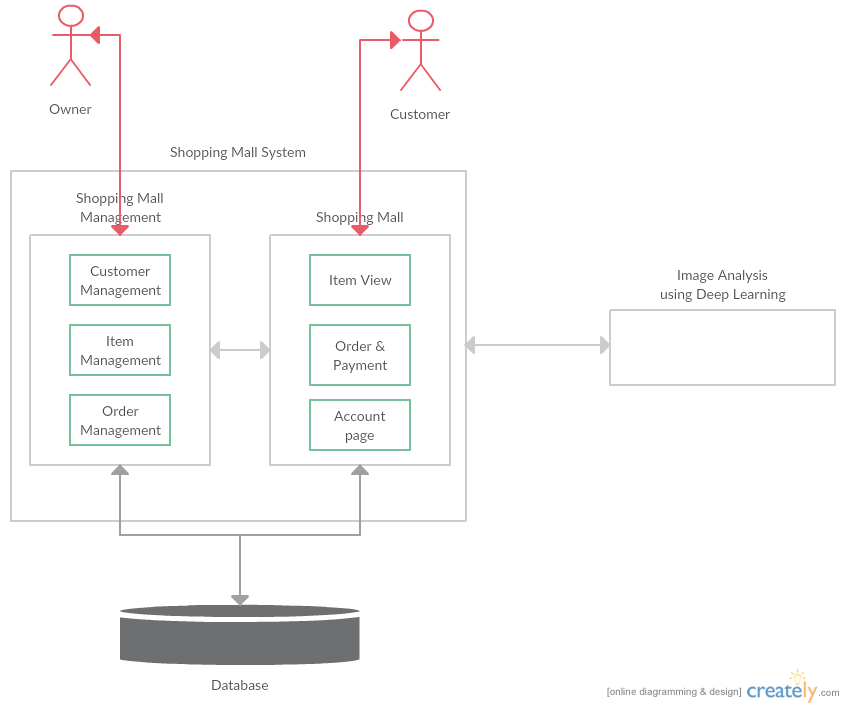 Owner
Customer
Shopping Mall System
Shopping Mall
Management
Shopping Mall
Customer
Management
Item View
Item
Management
Order &
Payment
Order
Management
Account
page
Image Analysis
using Deep Learning
Database
[online diagramming & design] creately.com